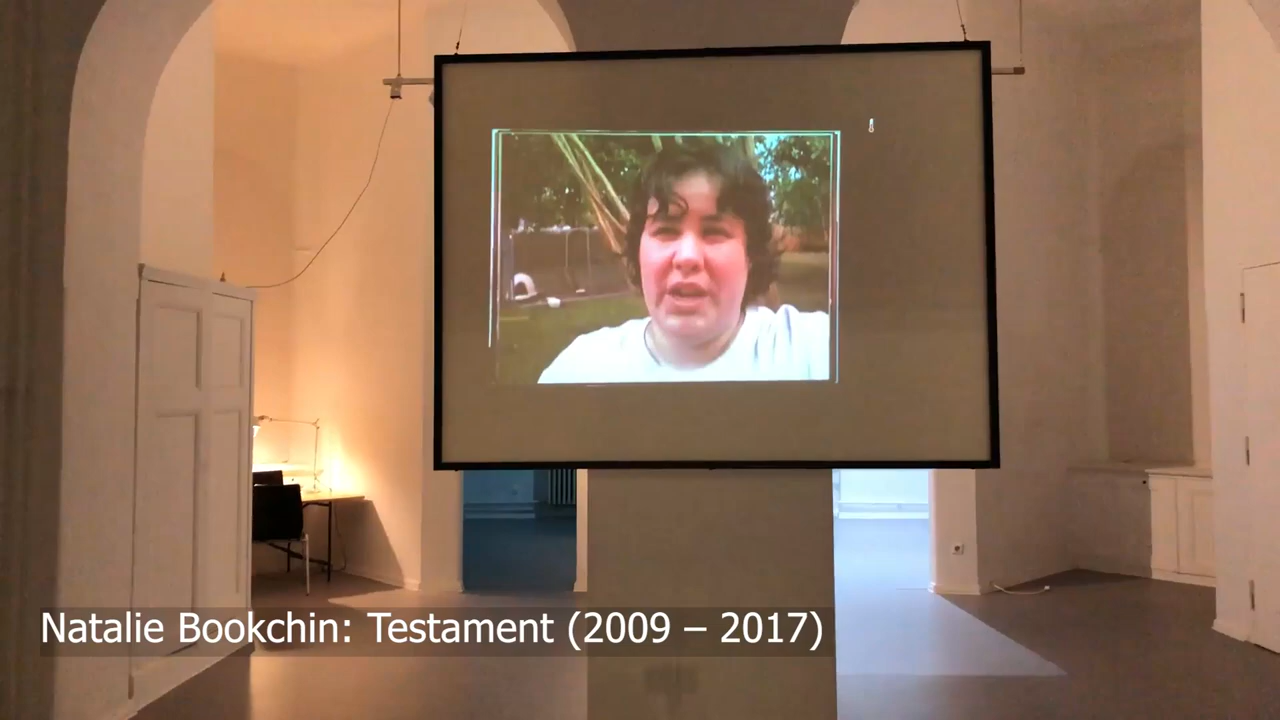 Natalie Bookchin: Testament (2009 – 2017)